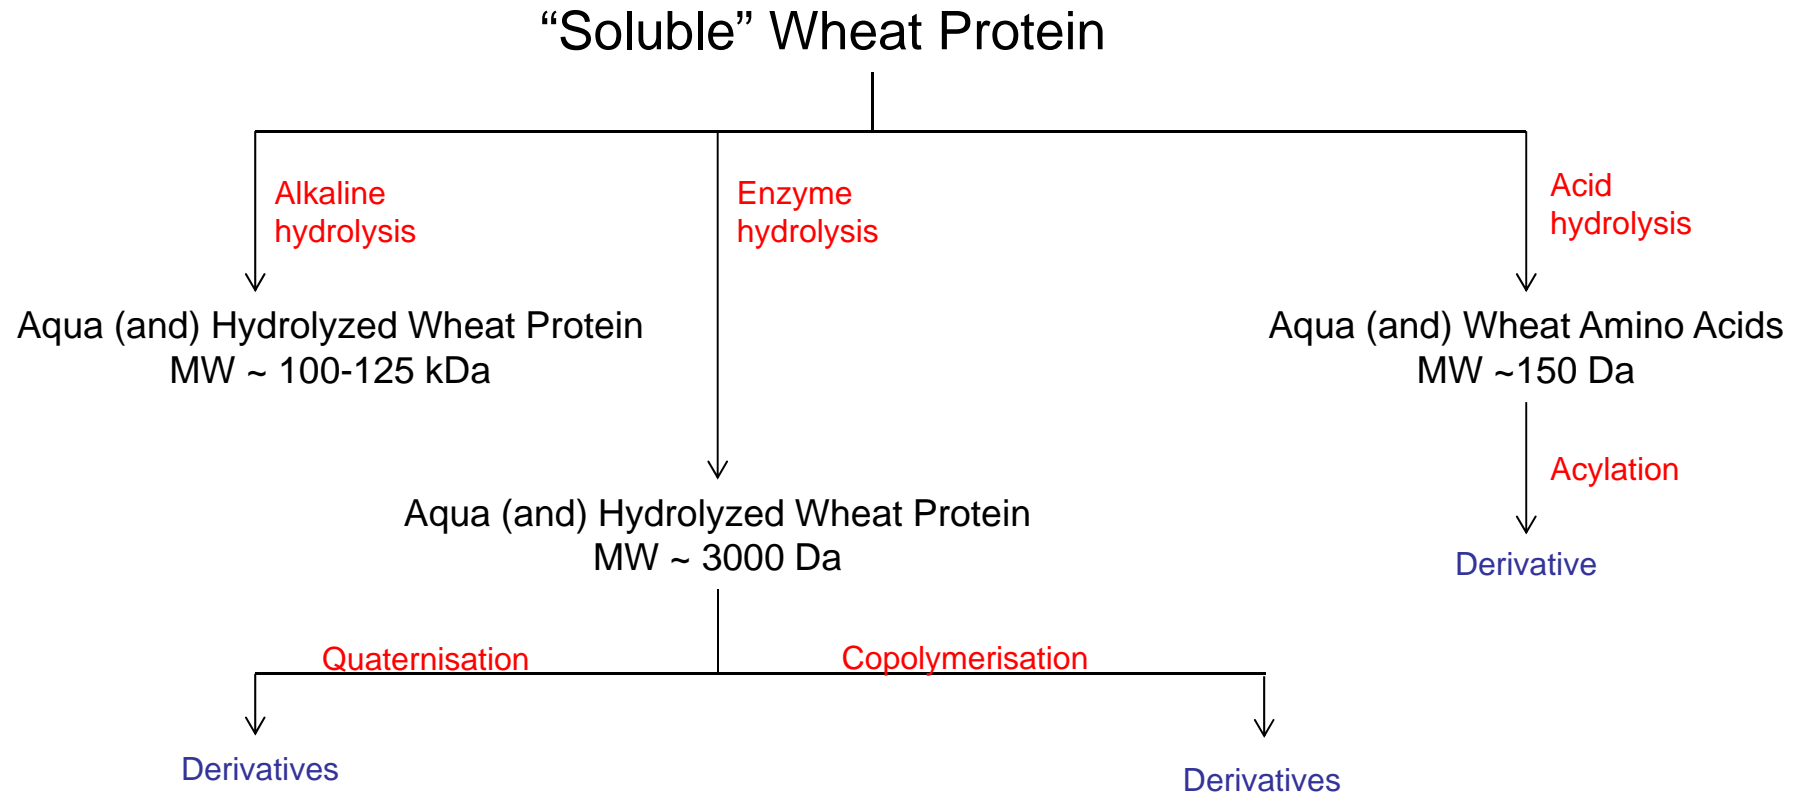 “Soluble” Wheat Protein
Alkaline
hydrolysis
Enzyme
hydrolysis
Acid
hydrolysis
Aqua (and) Hydrolyzed Wheat Protein
MW ~ 100-125 kDa
Aqua (and) Wheat Amino Acids
MW ~150 Da
Acylation
Aqua (and) Hydrolyzed Wheat Protein
MW ~ 3000 Da
Derivative
Quaternisation
Copolymerisation
Derivatives
Derivatives